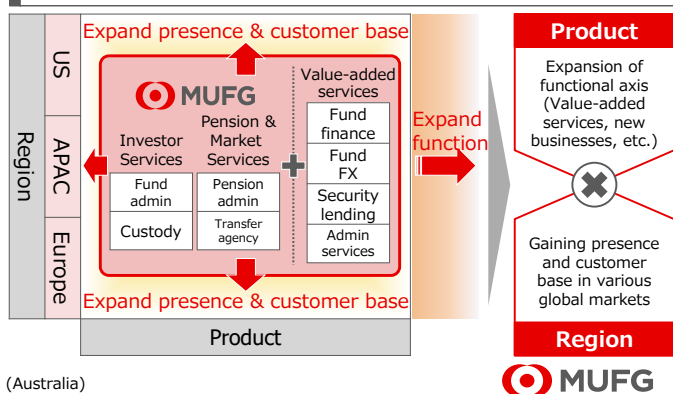 Expand presence & customer base
Region
US
APAC
Europe
MUFG
Investor
Services
Fund
admin
Custody
Pension &
Market
Services
Pension
admin
Transfer
agency
Value-added
services
Fund
finance
Fund
FX
Security
lending
Admin
services
Expand presence & customer base
Product
Expand
function
Product
Expansion of
functional axis
(Value-added
services, new
businesses, etc.)
Gaining presence
and customer
base in various
global markets
Region
(Australia)
MUFG